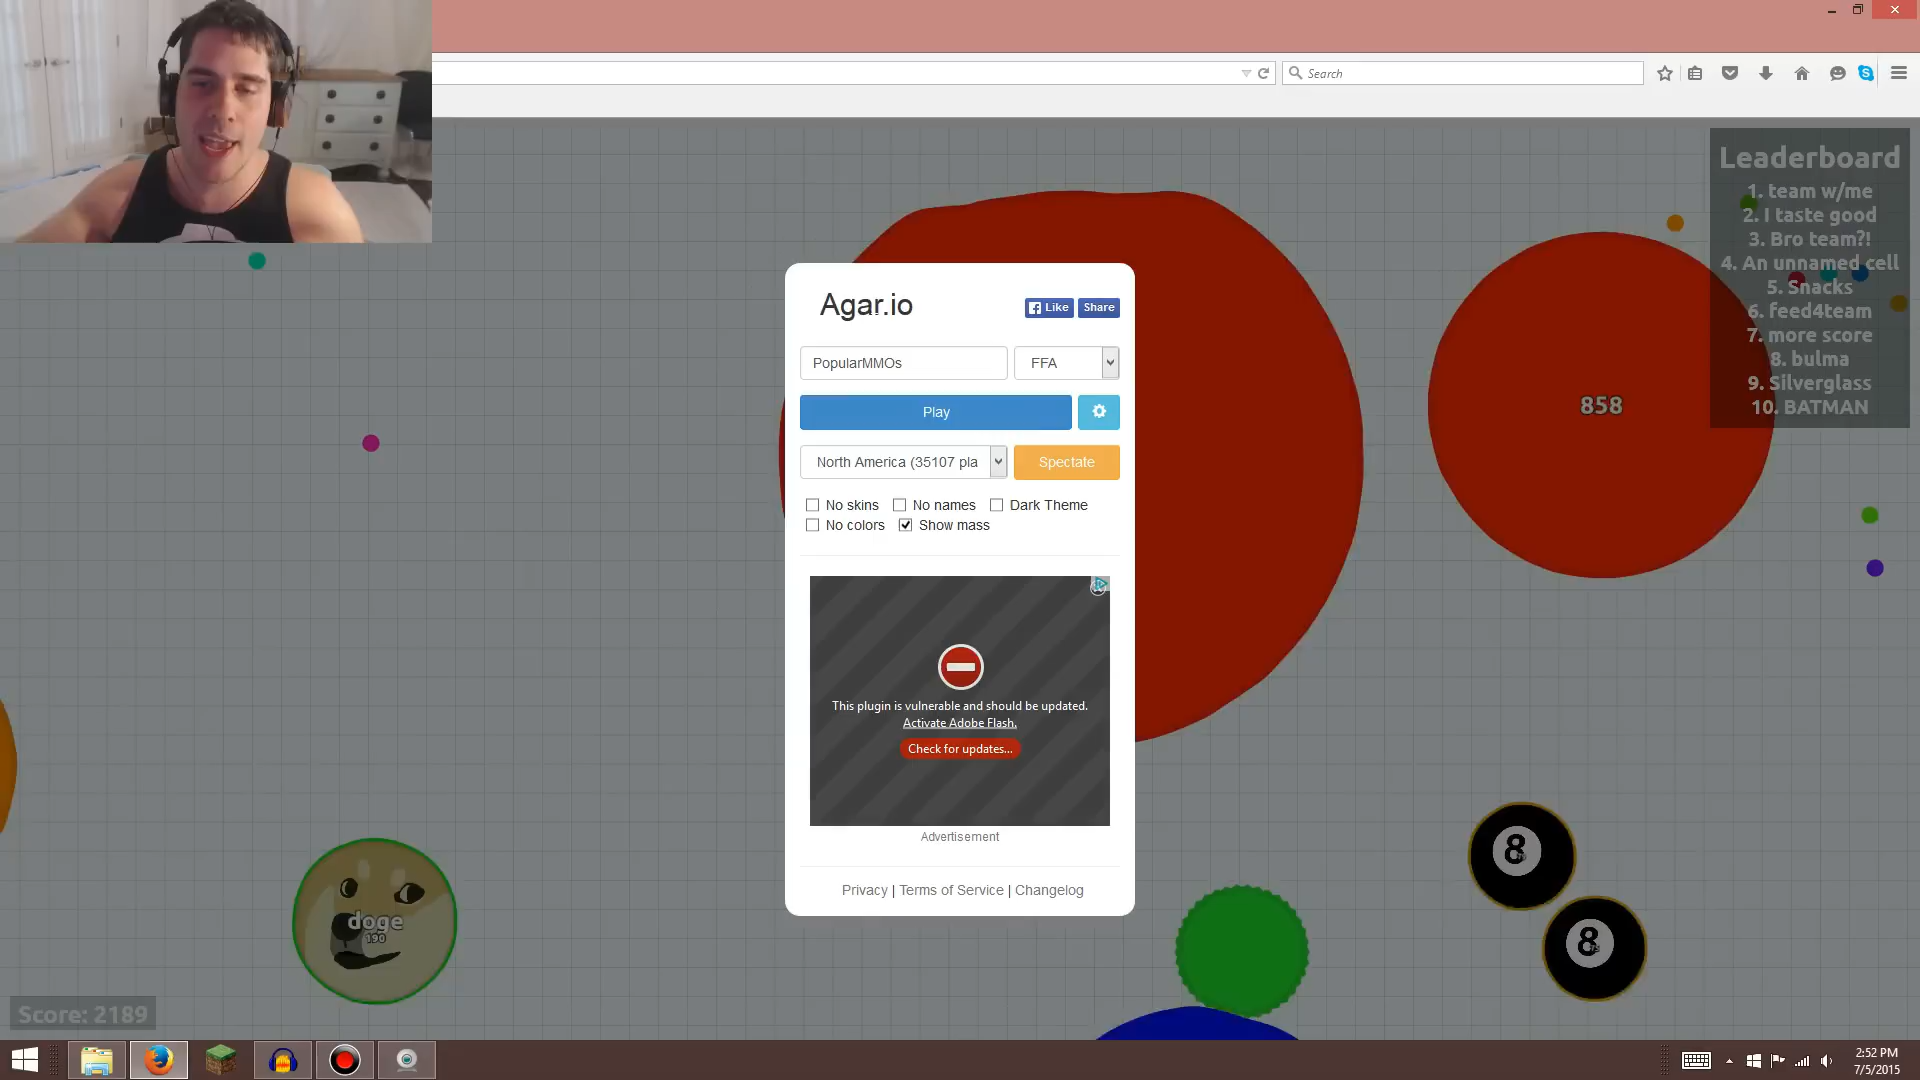 Search
Leaderboard
1. team w/me
2. I taste good
3. Bro team?!
4. An unnamed cell
5. Snacks
6. feed4team
7. more score
8. bulma
9. Silverglass
10. BATMAN
Agar.io
Like
Share
PopularMMOs
FFA
Play
North America (35107 pla
Spectate
No skins
No names
Dark Theme
No colors
Show mass
858
This plugin is vulnerable and should be updated.
Activate Adobe Flash.
Check for updates...
Advertisement
Privacy | Terms of Service | Changelog
doge
190
8
8
Score: 2189
2:52 PM
7/5/2015